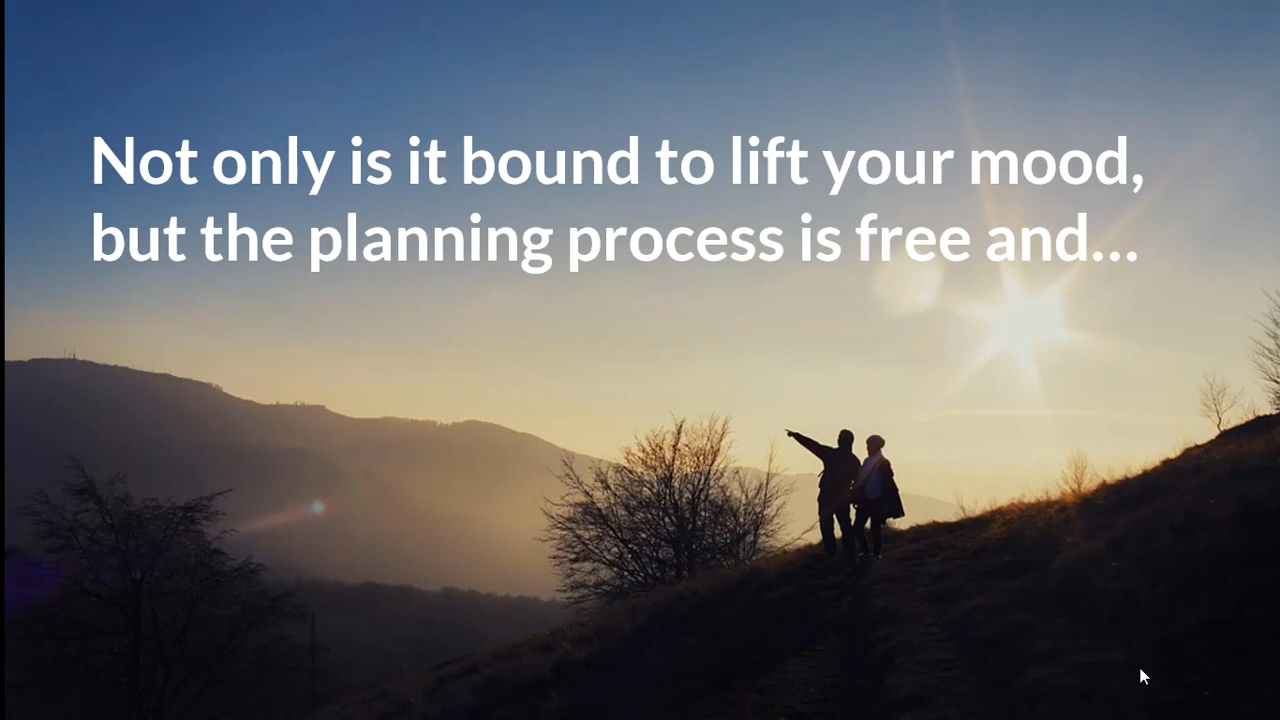 Not only is it bound to lift your mood,
but the planning process is free and...